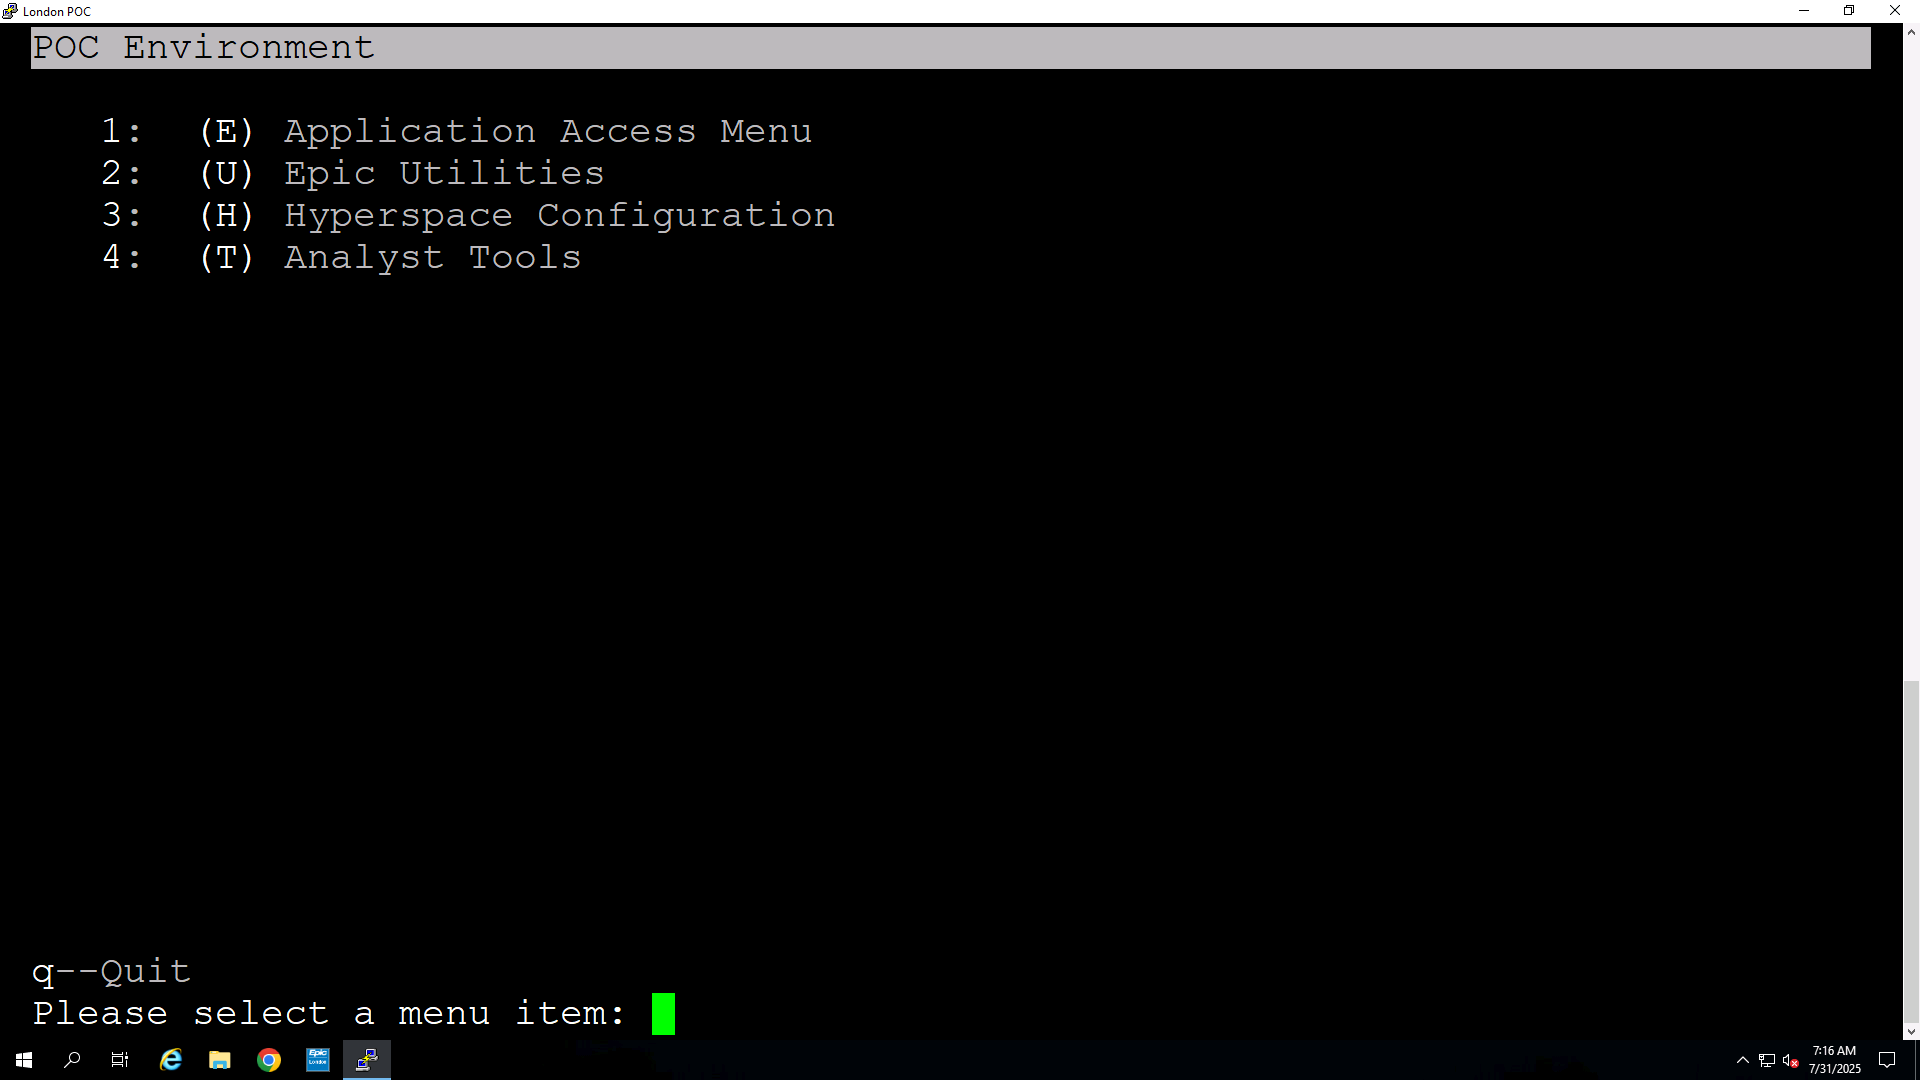 London POC
POC Environment
1: (E) Application Access Menu
2: (U) Epic Utilities
3: (H) Hyperspace Configuration
4: (T) Analyst Tools
q--Quit
Please select a menu item:
Epic
London
7:16 AM
7/31/2025